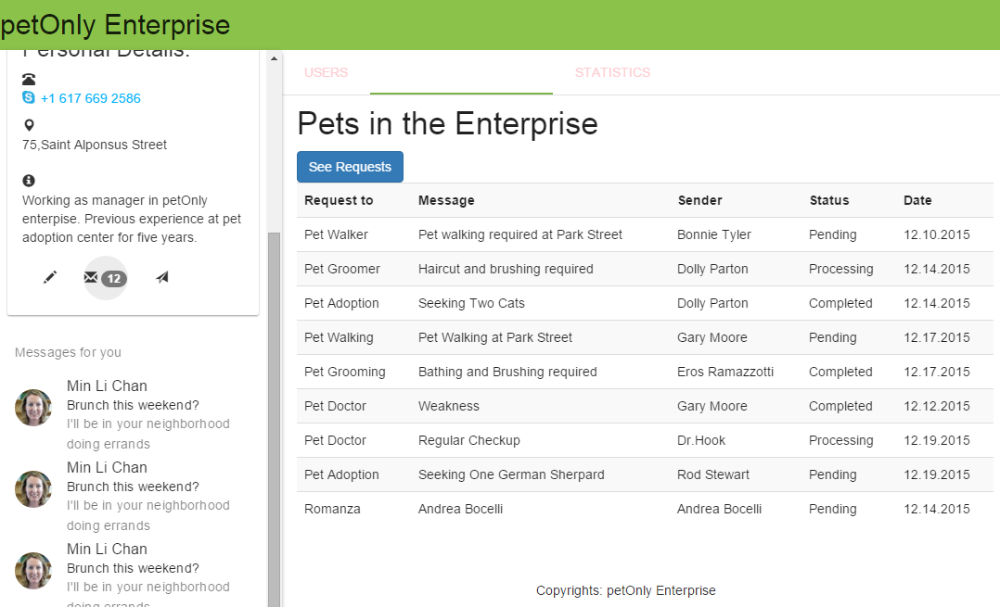 petOnly Enterprise
Personal Details:
+1 617 669 2586
75,Saint Alponsus Street
Working as manager in petOnly
enterpise. Previous experience at pet
adoption center for five years.
12
Messages for you
Min Li Chan
Brunch this weekend?
I'll be in your neighborhood
doing errands
Min Li Chan
Brunch this weekend?
I'll be in your neighborhood
doing errands
Min Li Chan
Brunch this weekend?
I'll be in your neighborhood
doing errands
USERS STATISTICS
Pets in the Enterprise
See Requests
Request to Message Sender Status Date
Pet Walker Pet walking required at Park Street Bonnie Tyler Pending 12.10.2015
Pet Groomer Haircut and brushing required Dolly Parton Processing 12.14.2015
Pet Adoption Seeking Two Cats Dolly Parton Completed 12.14.2015
Pet Walking Pet Walking at Park Street Gary Moore Pending 12.17.2015
Pet Grooming Bathing and Brushing required Eros Ramazzotti Completed 12.17.2015
Pet Doctor Weakness Gary Moore Completed 12.12.2015
Pet Doctor Regular Checkup Dr.Hook Processing 12.19.2015
Pet Adoption Seeking One German Sherpard Rod Stewart Pending 12.19.2015
Romanza Andrea Bocelli Andrea Bocelli Pending 12.14.2015
Copyrights: petOnly Enterprise